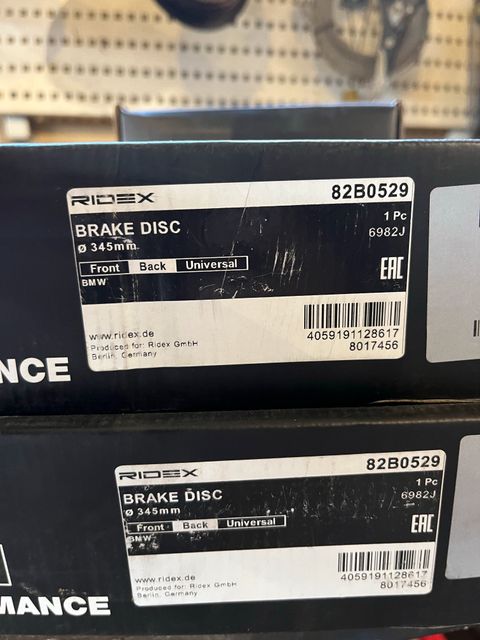 RIDEX 82B0529
BRAKE DISC 1 Pc
ø 345mm 6982J
Front Back Universal
BMW
EAC
www.ridex.de
Produced for: Ridex GmbH
Berlin, Germany
4059191128617
8017456
NCE
RIDEX 82B0529
BRAKE DISC 1 Pc
ø 345mm 6982J
Front Back Universal
BMW
EAC
www.ridex.de
Produced for: Ridex GmbH
Berlin, Germany
4059191128617
8017456
MANCE